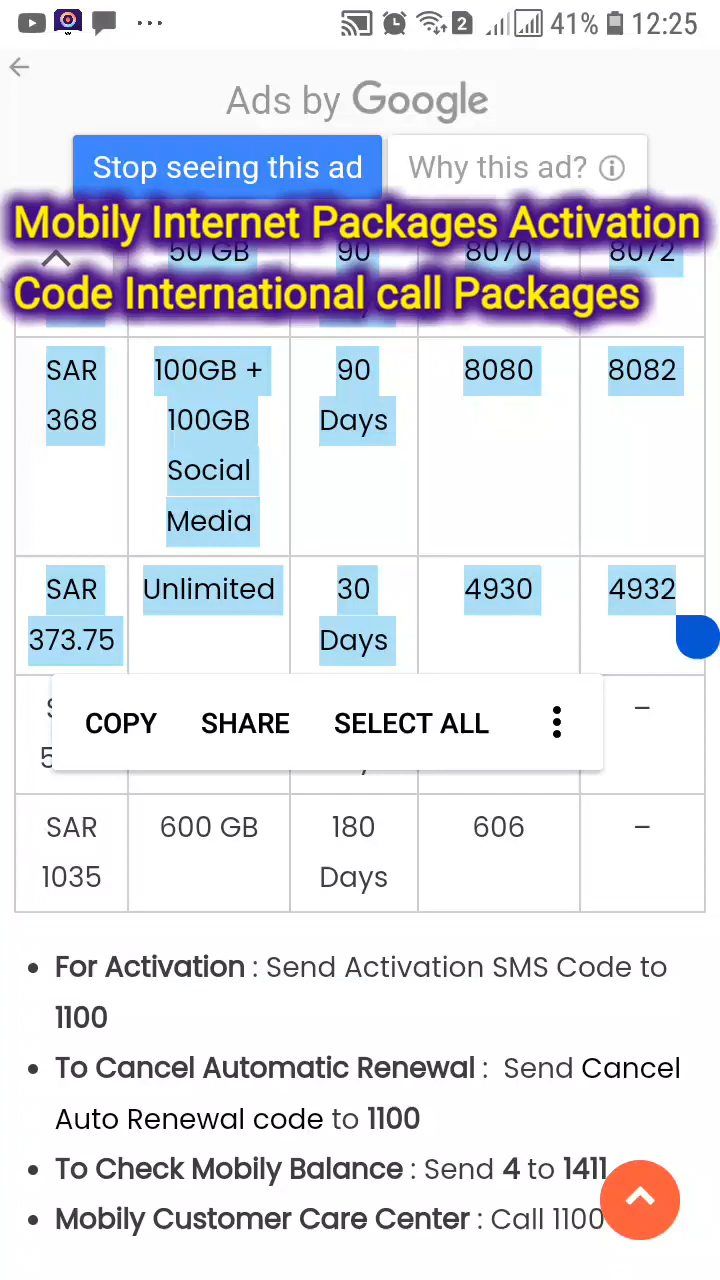 2 41% 12:25
Ads by Google
Stop seeing this ad Why this ad?
Mobily Internet Packages Activation
50 GB 90 8070 8072
Code International call Packages
SAR 100GB + 90 8080 8082
368 100GB Days
Social
Media
SAR Unlimited 30 4930 4932
373.75 Days
–
COPY SHARE SELECT ALL
SAR 600 GB 180 606 –
1035 Days
• For Activation : Send Activation SMS Code to
1100
• To Cancel Automatic Renewal : Send Cancel
Auto Renewal code to 1100
• To Check Mobily Balance : Send 4 to 1411
• Mobily Customer Care Center : Call 1100